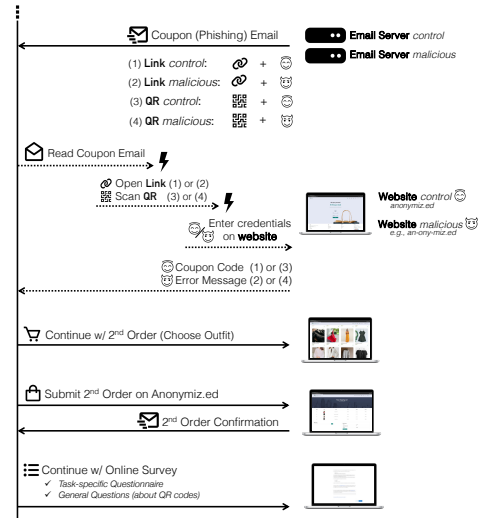 Coupon (Phishing) Email
Email Server control
Email Server malicious
(1) Link control: +
(2) Link malicious: +
(3) QR control: +
(4) QR malicious: +
Read Coupon Email
Open Link (1) or (2)
Scan QR (3) or (4)
Enter credentials
on website
Website control
anonymiz.ed
Website malicious
e.g., an-ony-miz.ed
Coupon Code (1) or (3)
Error Message (2) or (4)
Continue w/ 2nd Order (Choose Outfit)
Submit 2nd Order on Anonymiz.ed
2nd Order Confirmation
Continue w/ Online Survey
✓ Task-specific Questionnaire
✓ General Questions (about QR codes)